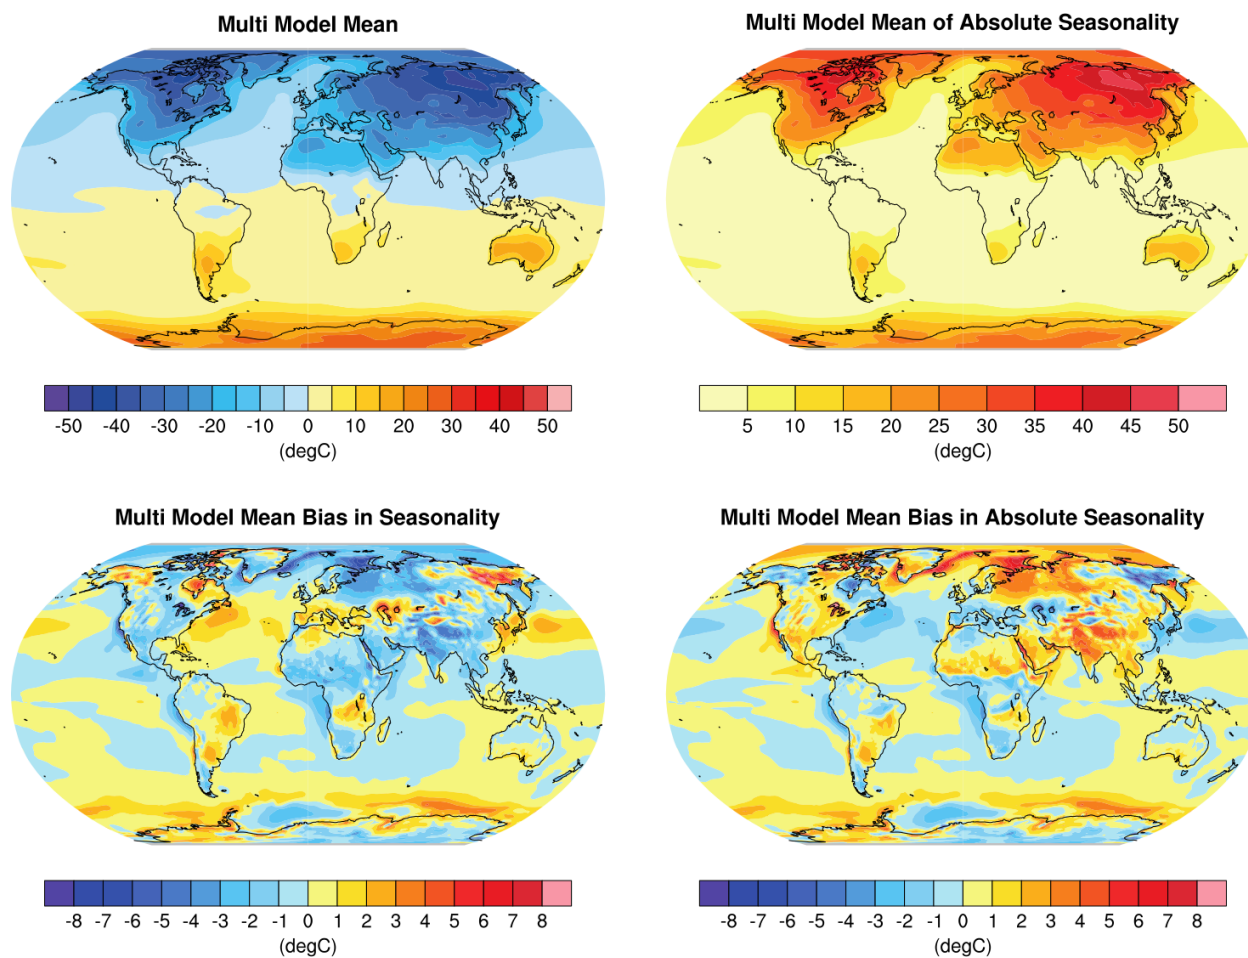 Multi Model Mean
Multi Model Mean of Absolute Seasonality
-50 -40 -30 -20 -10 0 10 20 30 40 50
(degC)
5 10 15 20 25 30 35 40 45 50
(degC)
Multi Model Mean Bias in Seasonality
Multi Model Mean Bias in Absolute Seasonality
-8 -7 -6 -5 -4 -3 -2 -1 0 1 2 3 4 5 6 7 8
(degC)
-8 -7 -6 -5 -4 -3 -2 -1 0 1 2 3 4 5 6 7 8
(degC)